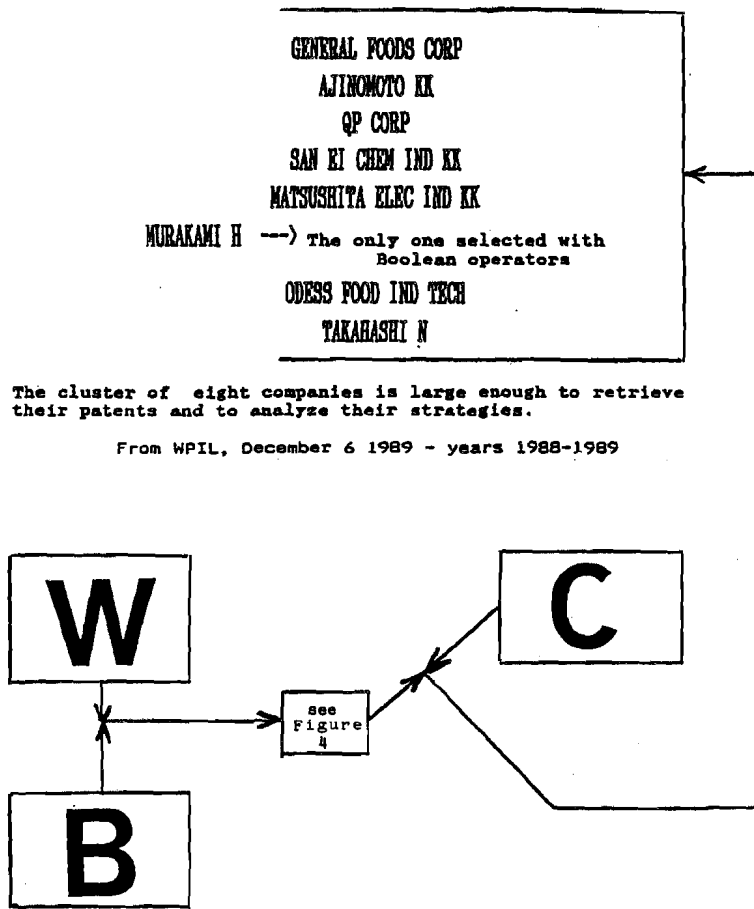 GENERAL FOODS CORP
AJINOMOTO KK
QP CORP
SAN EI CHEM IND KK
MATSUSHITA ELEC IND KK
MURAKAMI H ---> The only one selected with
Boolean operators
ODESS FOOD IND TECH
TAKAHASHI N
The cluster of eight companies is large enough to retrieve
their patents and to analyze their strategies.
From WPIL, December 6 1989 - years 1988-1989
W
C
see
Figure
4
B